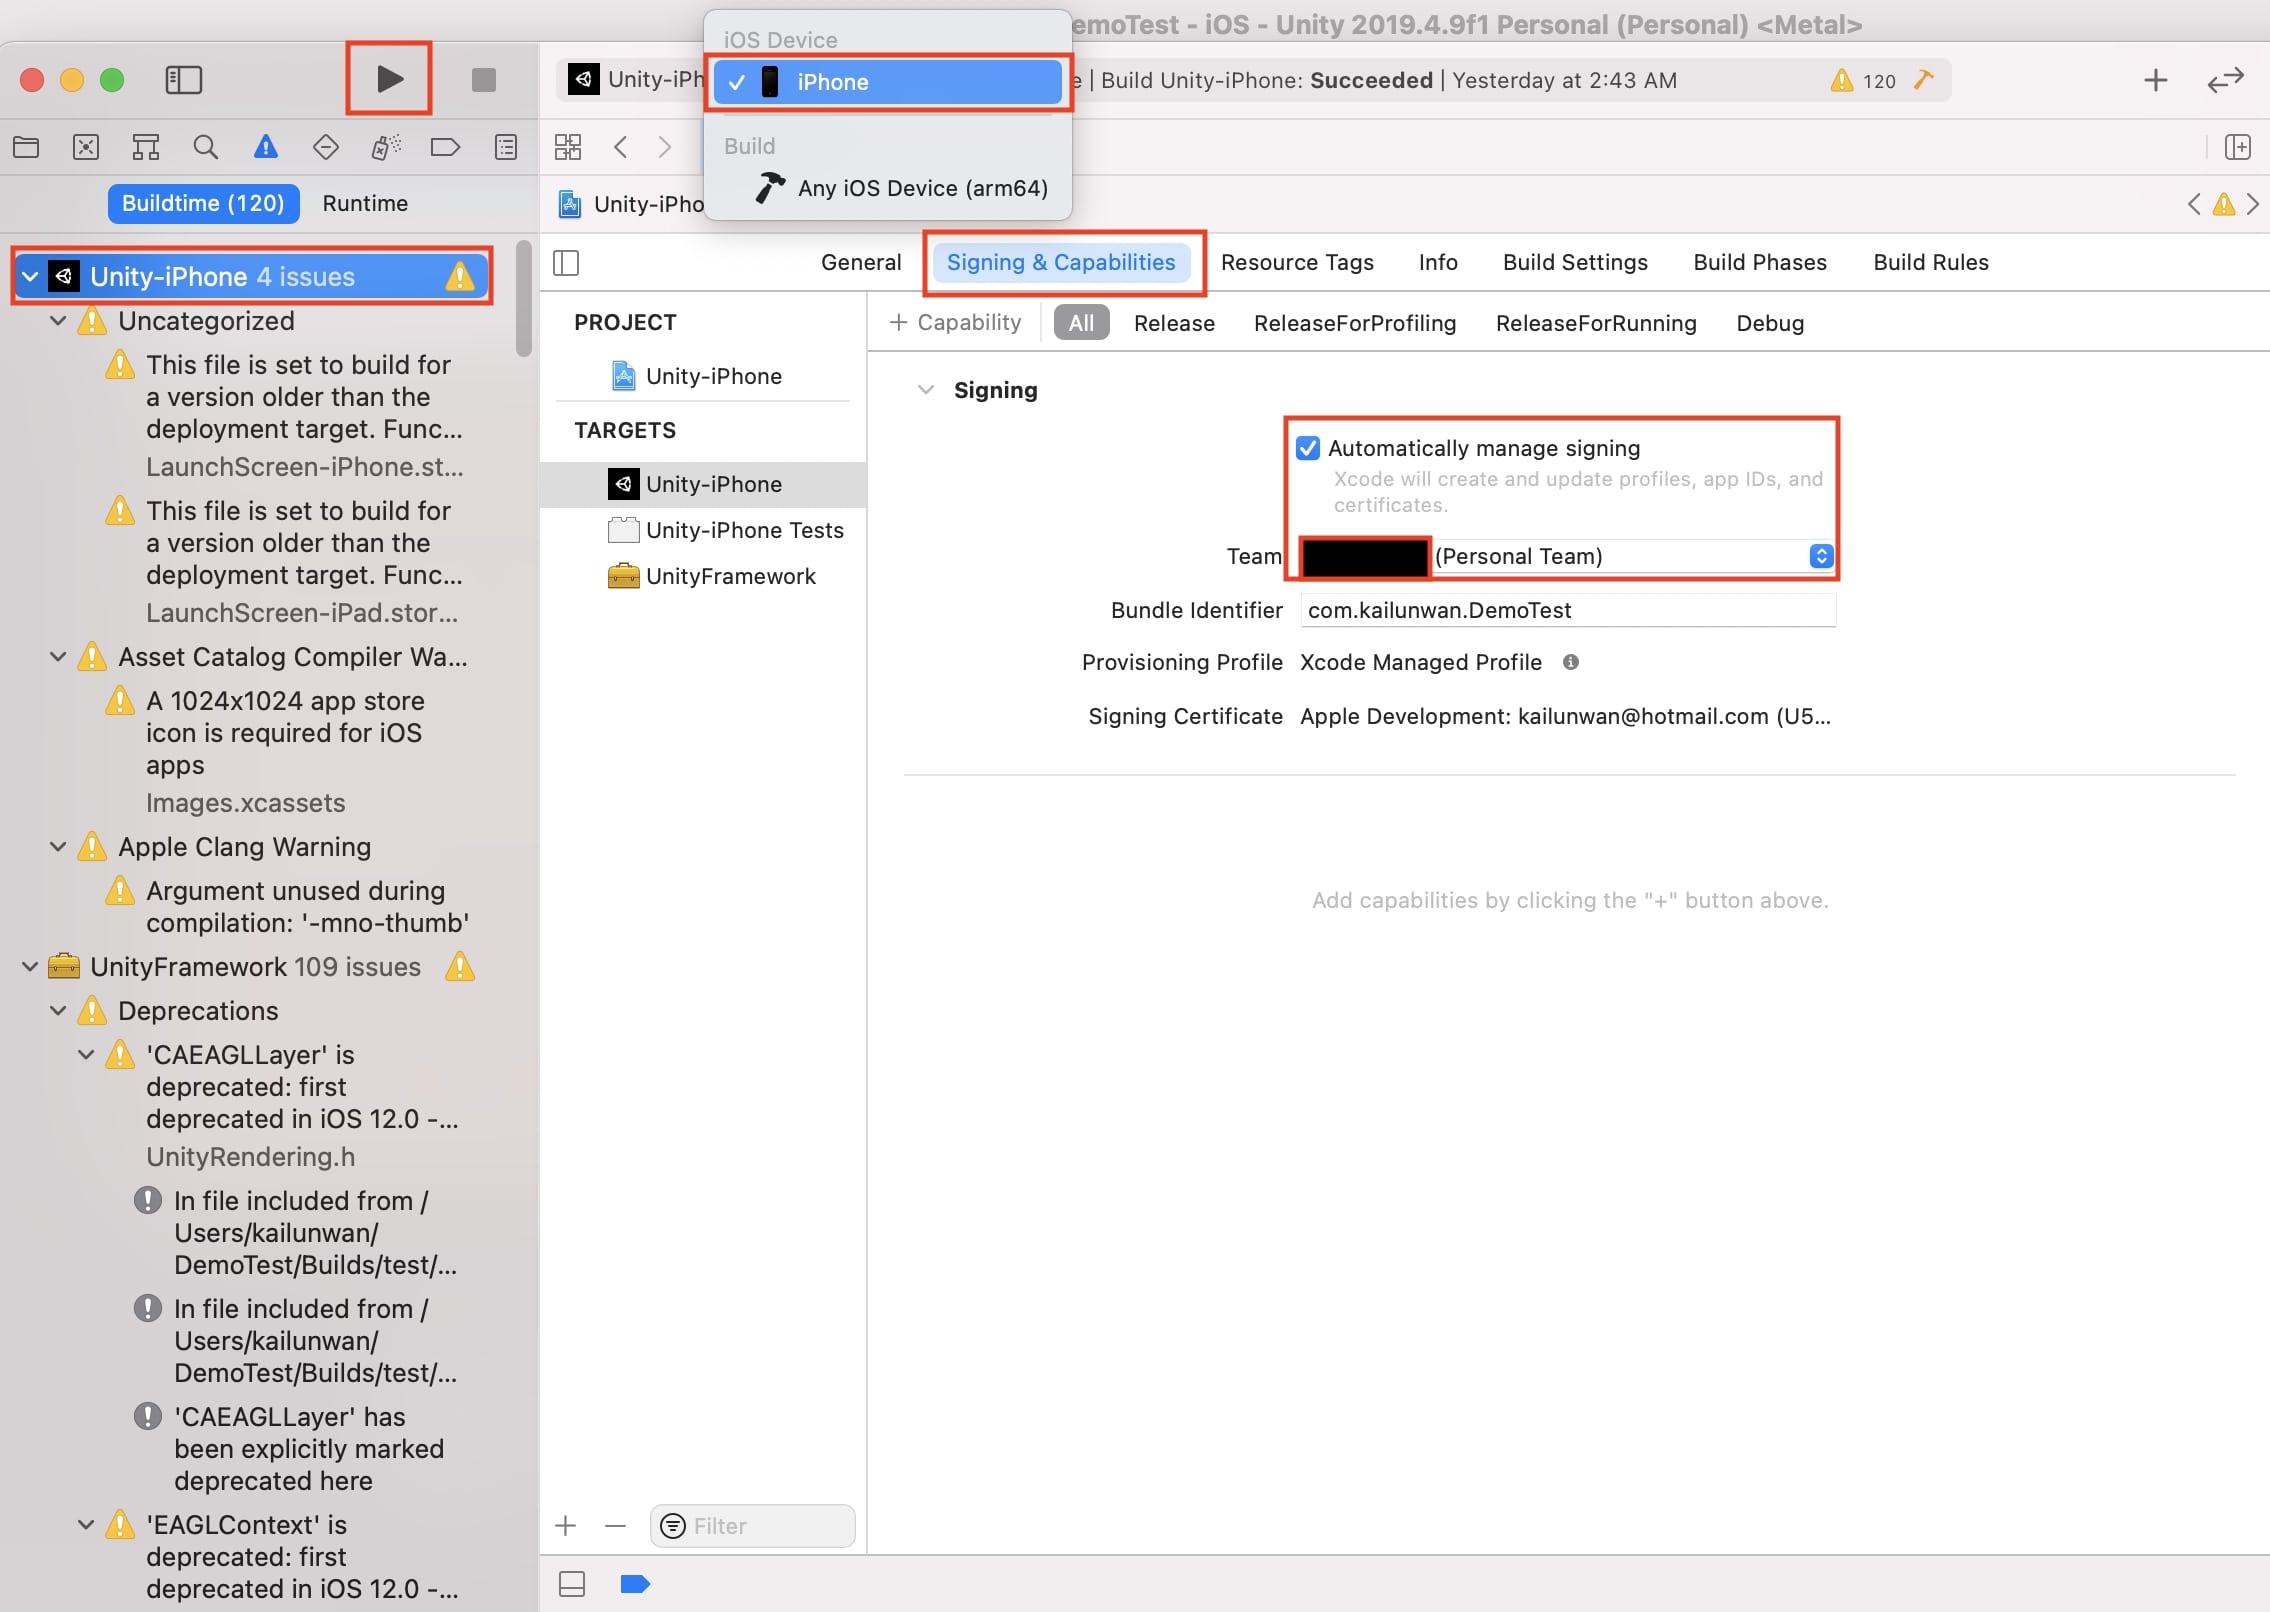 emoTest - iOS - Unity 2019.4.9f1 Personal (Personal) <Metal>
iOS Device
iPhone
Build
Any iOS Device (arm64)
Unity-iPh
e | Build Unity-iPhone: Succeeded | Yesterday at 2:43 AM
120
Buildtime (120)
Runtime
Unity-iPho
Unity-iPhone 4 issues
Uncategorized
This file is set to build for
a version older than the
deployment target. Func...
LaunchScreen-iPhone.st...
This file is set to build for
a version older than the
deployment target. Func...
LaunchScreen-iPad.stor...
Asset Catalog Compiler Wa...
A 1024x1024 app store
icon is required for iOS
apps
Images.xcassets
Apple Clang Warning
Argument unused during
compilation: '-mno-thumb'
UnityFramework 109 issues
Deprecations
'CAEAGLLayer' is
deprecated: first
deprecated in iOS 12.0 -...
UnityRendering.h
In file included from /
Users/kailunwan/
DemoTest/Builds/test/...
In file included from /
Users/kailunwan/
DemoTest/Builds/test/...
'CAEAGLLayer' has
been explicitly marked
deprecated here
'EAGLContext' is
deprecated: first
deprecated in iOS 12.0 -...
General
Signing & Capabilities
Resource Tags
Info
Build Settings
Build Phases
Build Rules
PROJECT
Unity-iPhone
TARGETS
Unity-iPhone
Unity-iPhone Tests
UnityFramework
Filter
+ Capability
All
Release
ReleaseForProfiling
ReleaseForRunning
Debug
Signing
Automatically manage signing
Xcode will create and update profiles, app IDs, and
certificates.
Team
(Personal Team)
Bundle Identifier
com.kailunwan.DemoTest
Provisioning Profile
Xcode Managed Profile
Signing Certificate
Apple Development: kailunwan@hotmail.com (U5...
Add capabilities by clicking the "+" button above.